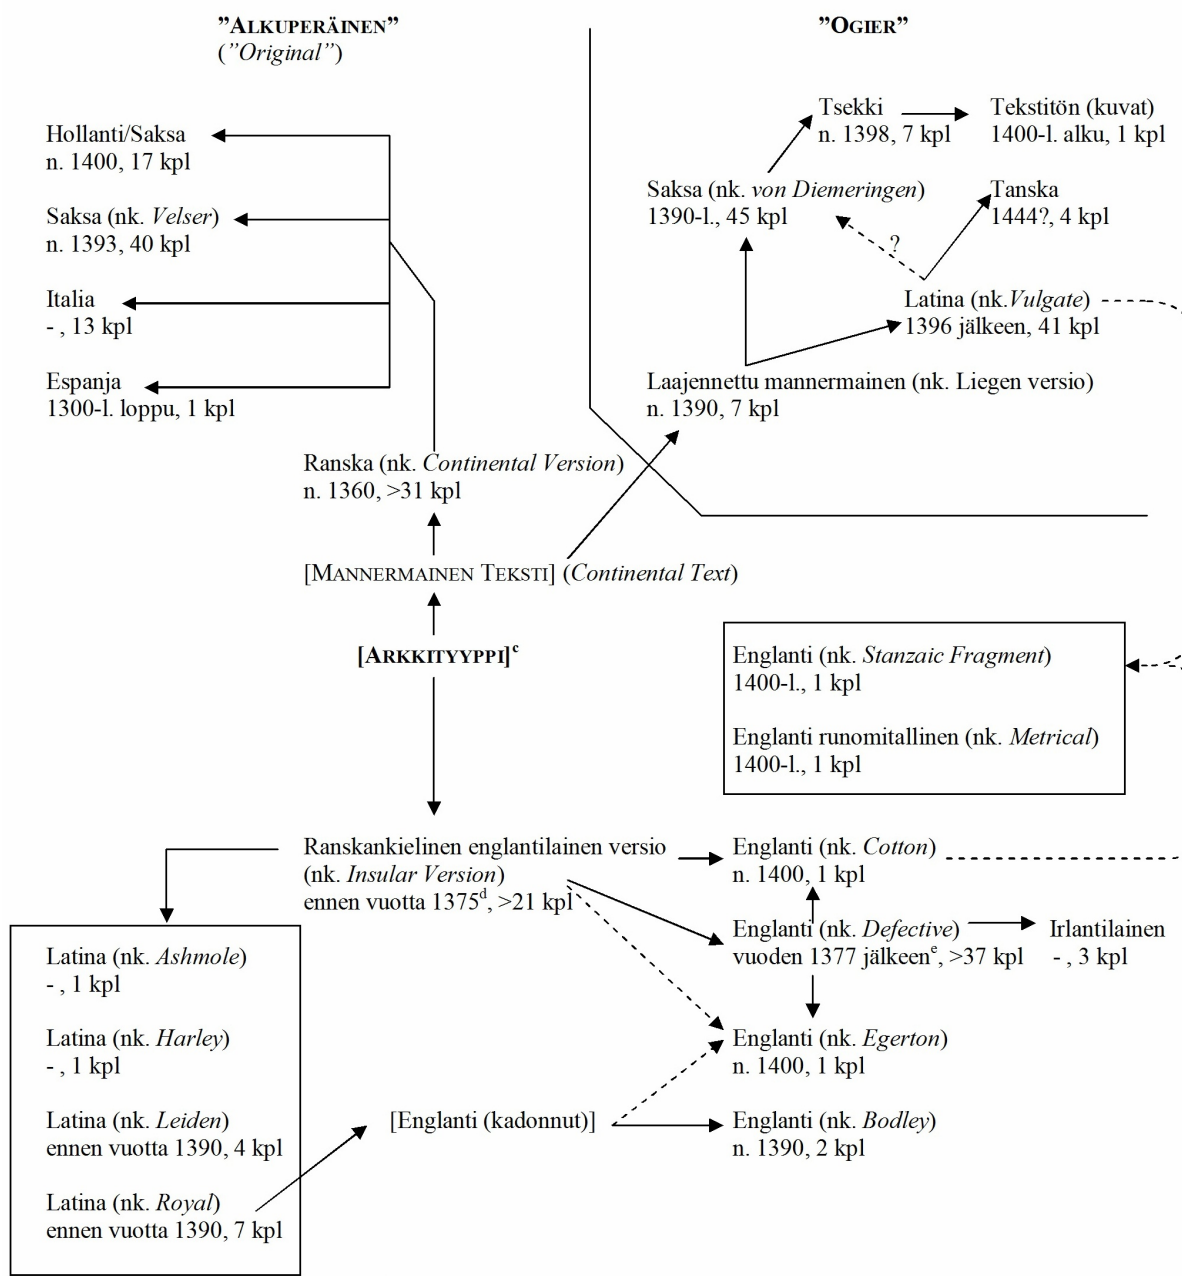 ”ALKUPERÄINEN”
(”Original”)
”OGIER”
Hollanti/Saksa
n. 1400, 17 kpl
Saksa (nk. Velser)
n. 1393, 40 kpl
Italia
- , 13 kpl
Espanja
1300-l. loppu, 1 kpl
Tsekki
n. 1398, 7 kpl
Tekstitön (kuvat)
1400-l. alku, 1 kpl
Saksa (nk. von Diemeringen)
1390-l., 45 kpl
Tanska
1444?, 4 kpl
?
Latina (nk.Vulgate)
1396 jälkeen, 41 kpl
Laajennettu mannermainen (nk. Liegen versio)
n. 1390, 7 kpl
Ranska (nk. Continental Version)
n. 1360, >31 kpl
[MANNERMAINEN TEKSTI] (Continental Text)
[ARKKITYYPPI]c
Englanti (nk. Stanzaic Fragment)
1400-l., 1 kpl
Englanti runomitallinen (nk. Metrical)
1400-l., 1 kpl
Ranskankielinen englantilainen versio
(nk. Insular Version)
ennen vuotta 1375d, >21 kpl
Englanti (nk. Cotton)
n. 1400, 1 kpl
Englanti (nk. Defective)
vuoden 1377 jälkeene, >37 kpl
Irlantilainen
- , 3 kpl
Englanti (nk. Egerton)
n. 1400, 1 kpl
[Englanti (kadonnut)]
Englanti (nk. Bodley)
n. 1390, 2 kpl
Latina (nk. Ashmole)
- , 1 kpl
Latina (nk. Harley)
- , 1 kpl
Latina (nk. Leiden)
ennen vuotta 1390, 4 kpl
Latina (nk. Royal)
ennen vuotta 1390, 7 kpl